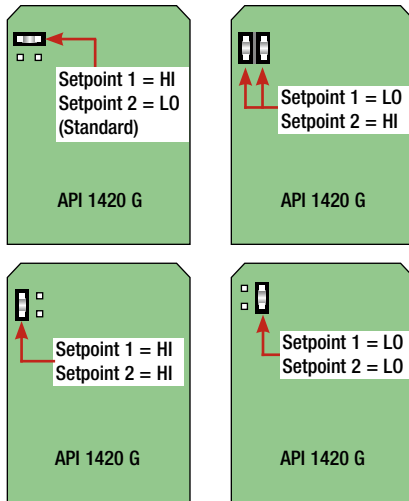 Setpoint 1 = HI
Setpoint 2 = LO
(Standard)
API 1420 G
Setpoint 1 = LO
Setpoint 2 = HI
API 1420 G
Setpoint 1 = HI
Setpoint 2 = HI
API 1420 G
Setpoint 1 = LO
Setpoint 2 = LO
API 1420 G